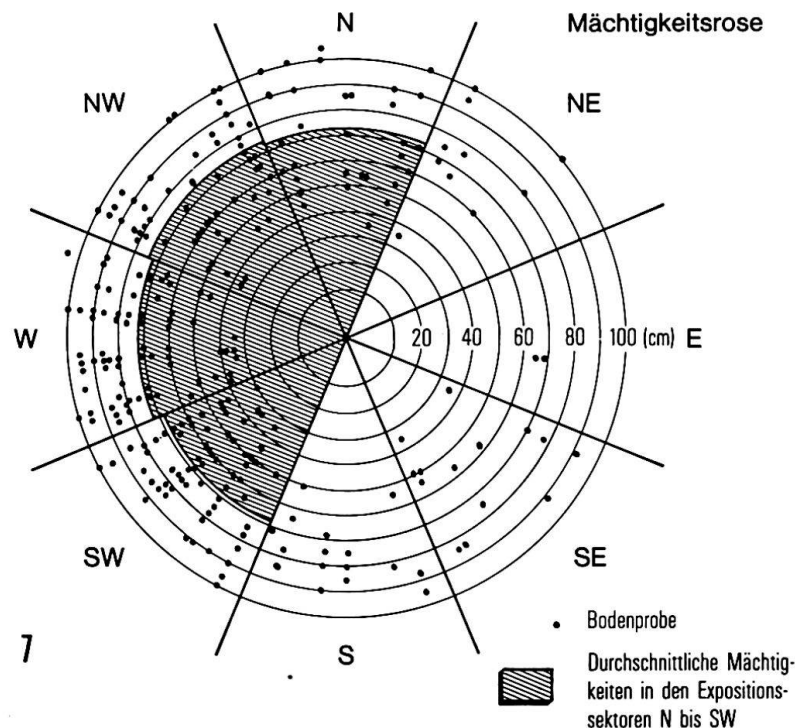 N Mächtigkeitsrose
NW NE
W 20 40 60 80 100 (cm) E
SW SE
S
7
Bodenprobe
Durchschnittliche Mächtig-
keiten in den Expositions-
sektoren N bis SW